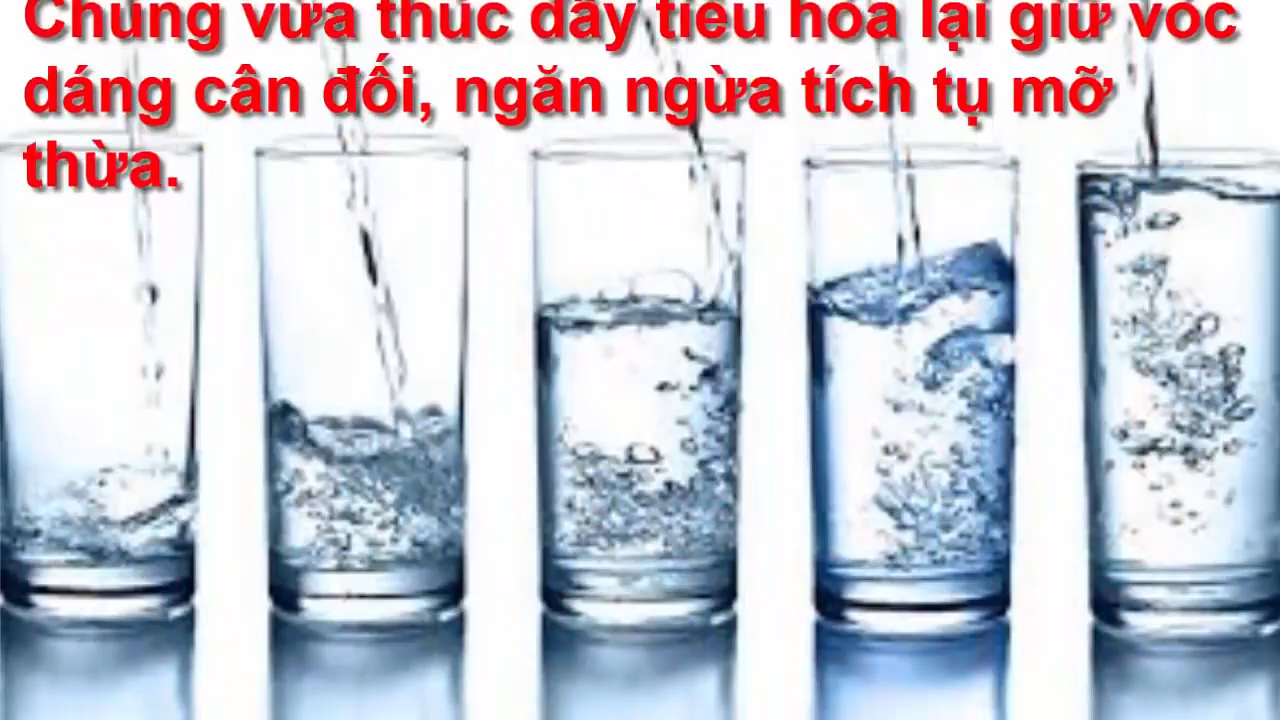 Chúng vừa thúc đẩy tiêu hóa lại giữ vóc
dáng cân đối, ngăn ngừa tích tụ mỡ
thừa.